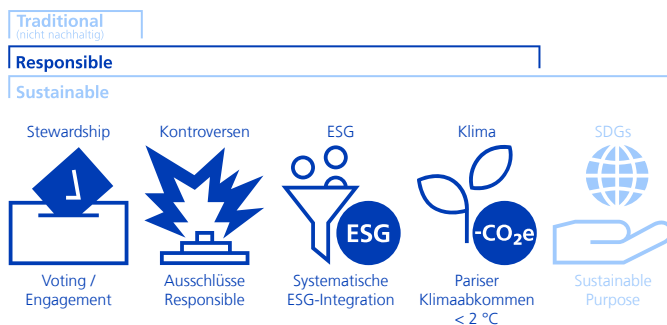 Traditional
(nicht nachhaltig)
Responsible
Sustainable
Stewardship
Kontroversen
ESG
Klima
SDGs
ESG
-CO₂e
Voting /
Engagement
Ausschlüsse
Responsible
Systematische
ESG-Integration
Pariser
Klimaabkommen
< 2 °C
Sustainable
Purpose